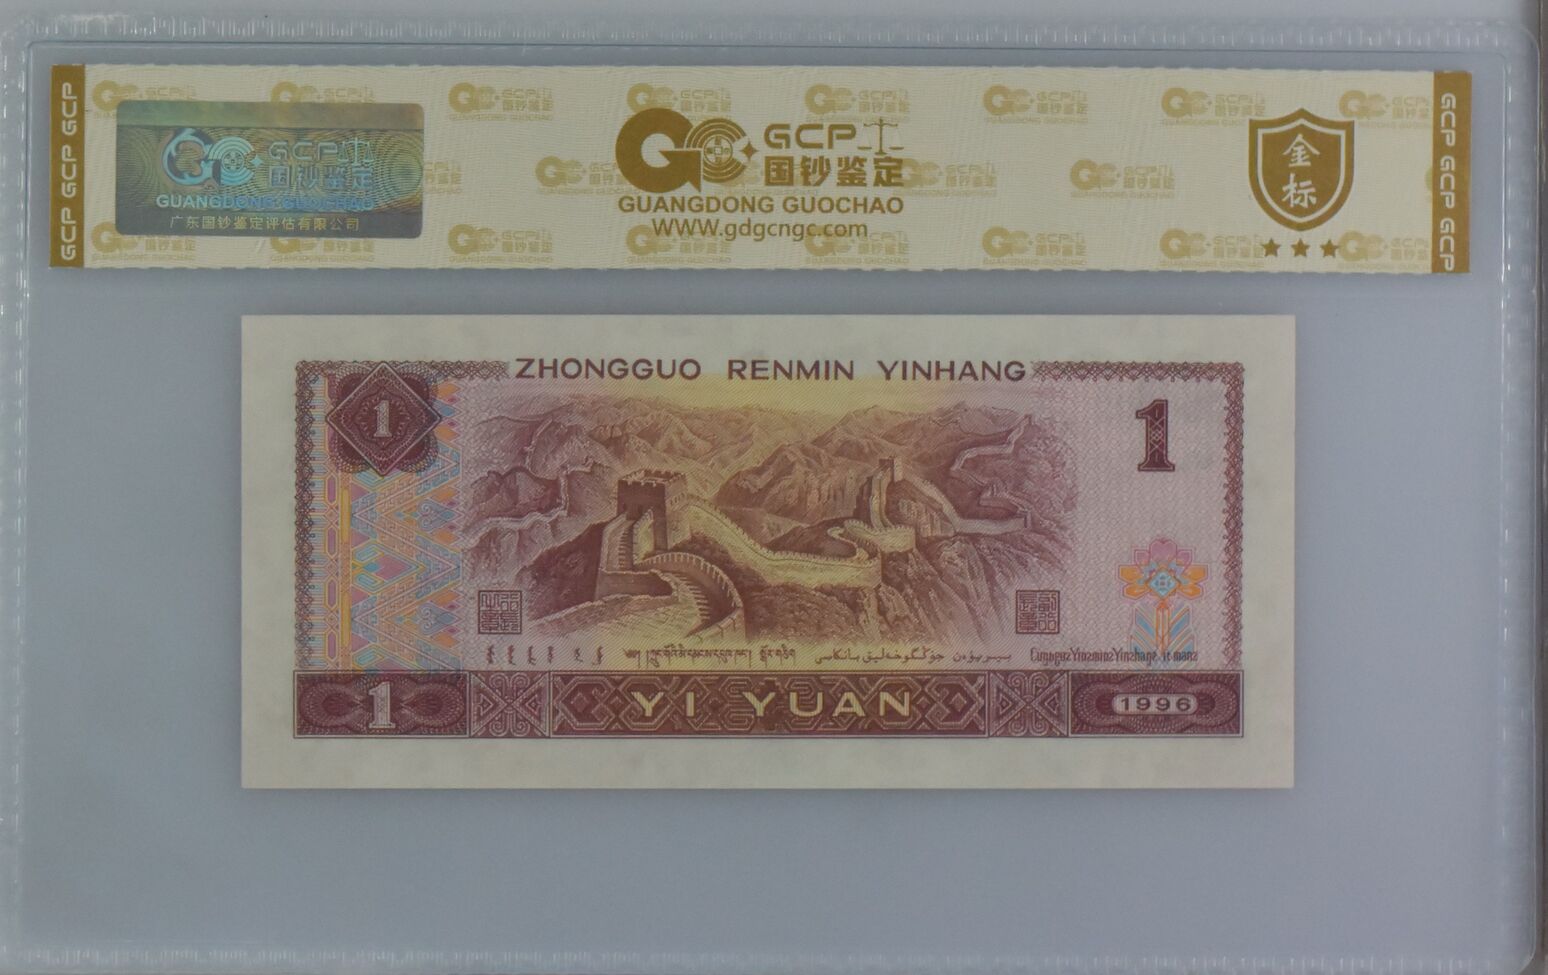 GCP GCP GCP
GCP
国钞鉴定
GUANGDONG GUOCHAO
广东国钞鉴定评估有限公司
GCP
国钞鉴定
GUANGDONG GUOCHAO
WWW.gdgcngc.com
金标
GCP GCP GCP
ZHONGGUO RENMIN YINHANG
1
1
1
YI YUAN
1996